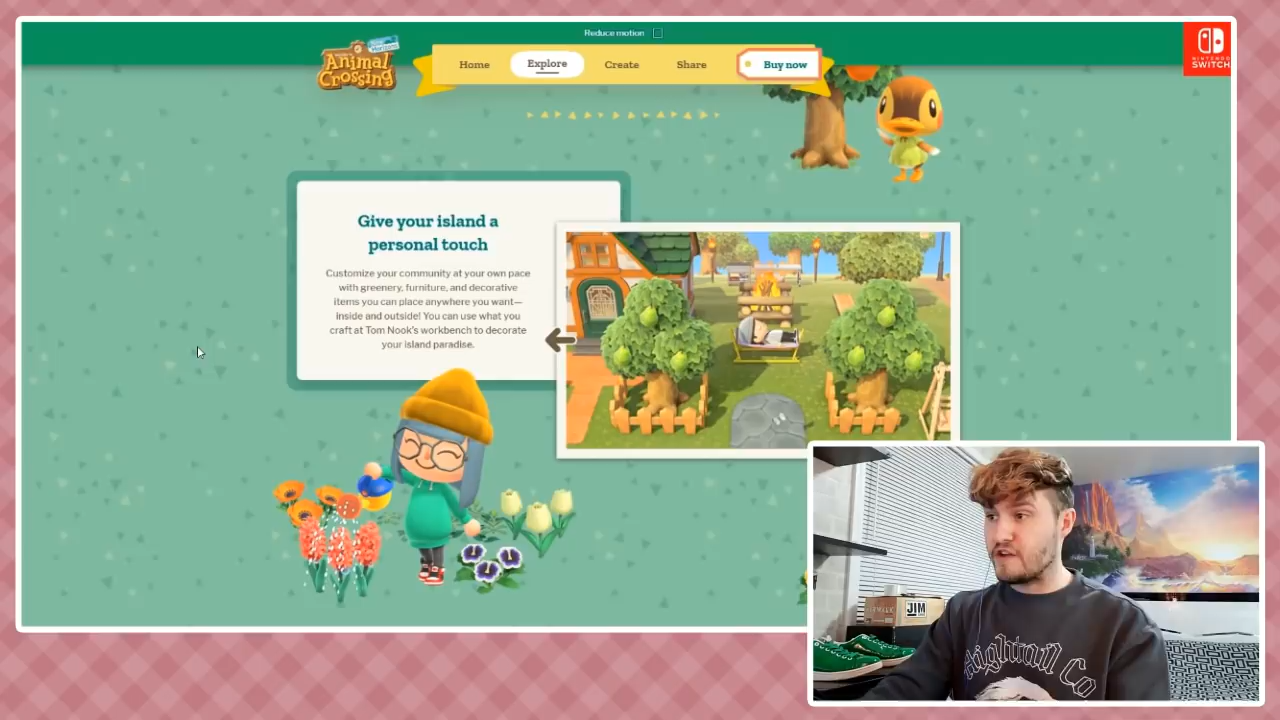 Reduce motion
New Horizons
Animal
Crossing
Home
Explore
Create
Share
Buy now
NINTENDO
SWITCH
Give your island a
personal touch
Customize your community at your own pace
with greenery, furniture, and decorative
items you can place anywhere you want—
inside and outside! You can use what you
craft at Tom Nook's workbench to decorate
your island paradise.
JIM